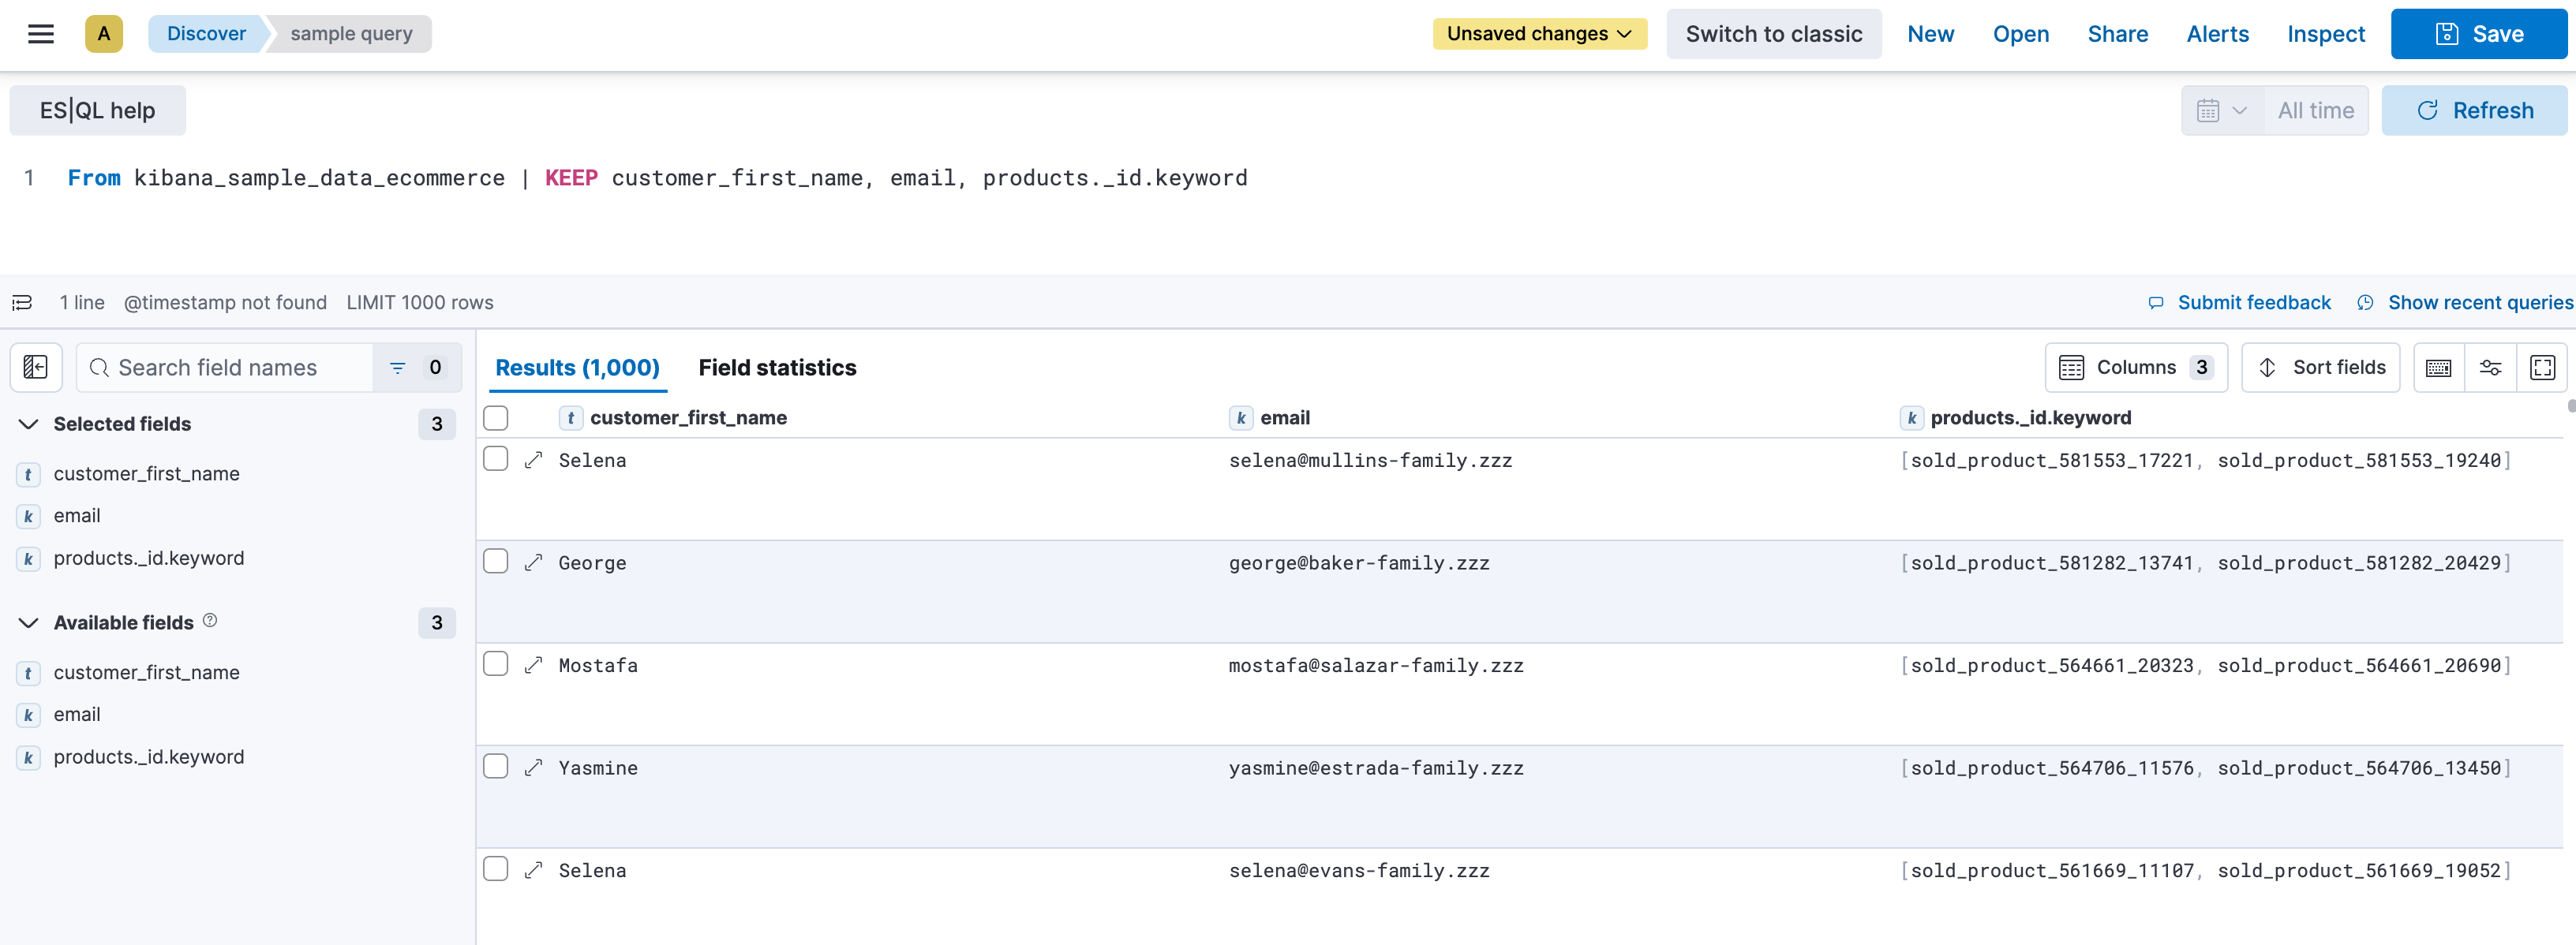 A Discover sample query Unsaved changes Switch to classic New Open Share Alerts Inspect Save
ES|QL help All time Refresh
1 From kibana_sample_data_ecommerce | KEEP customer_first_name, email, products._id.keyword
1 line @timestamp not found LIMIT 1000 rows Submit feedback Show recent queries
Search field names 0
Selected fields 3
t customer_first_name
k email
k products._id.keyword
Available fields 3
t customer_first_name
k email
k products._id.keyword
Results (1,000) Field statistics Columns 3 Sort fields
t customer_first_name k email k products._id.keyword
Selena selena@mullins-family.zzz [sold_product_581553_17221, sold_product_581553_19240]
George george@baker-family.zzz [sold_product_581282_13741, sold_product_581282_20429]
Mostafa mostafa@salazar-family.zzz [sold_product_564661_20323, sold_product_564661_20690]
Yasmine yasmine@estrada-family.zzz [sold_product_564706_11576, sold_product_564706_13450]
Selena selena@evans-family.zzz [sold_product_561669_11107, sold_product_561669_19052]